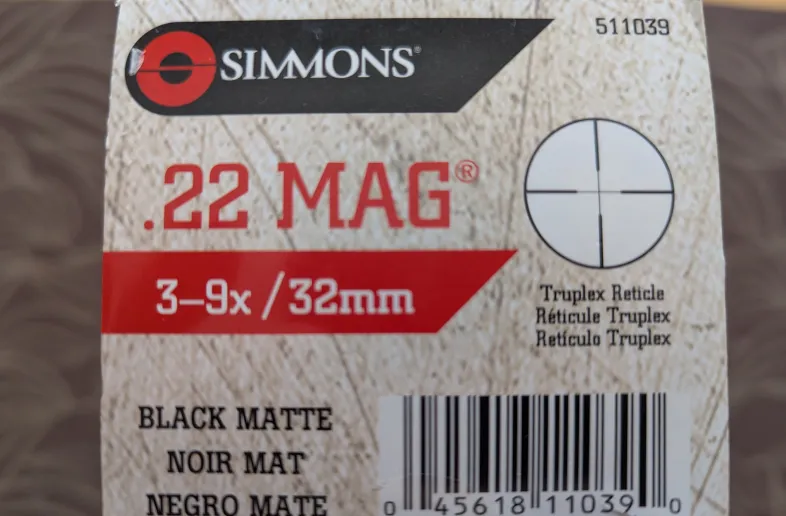 SIMMONS®
511039
.22 MAG®
3–9x / 32mm
Truplex Reticle
Réticule Truplex
Retículo Truplex
BLACK MATTE
NOIR MAT
NEGRO MATE
0 45618 11039 0